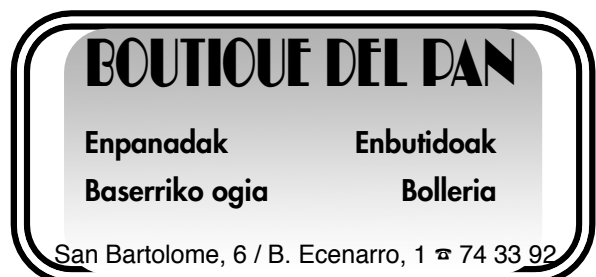 BOUTIQUE DEL PAN
Enpanadak Enbutidoak
Baserriko ogia Bolleria
San Bartolome, 6 / B. Ecenarro, 1 ☎ 74 33 92